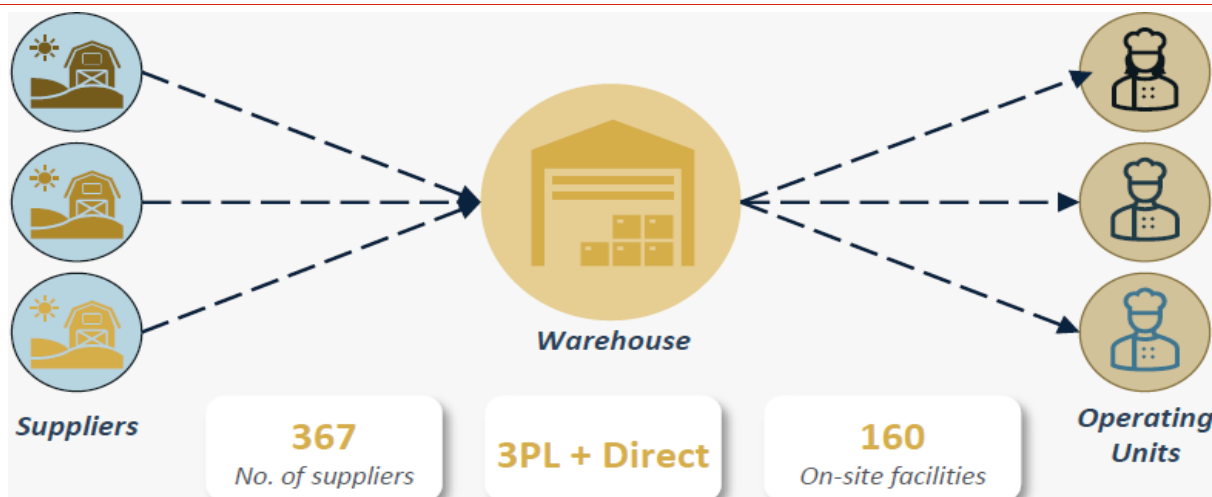 Warehouse
Suppliers
367
No. of suppliers
3PL + Direct
160
On-site facilities
Operating
Units